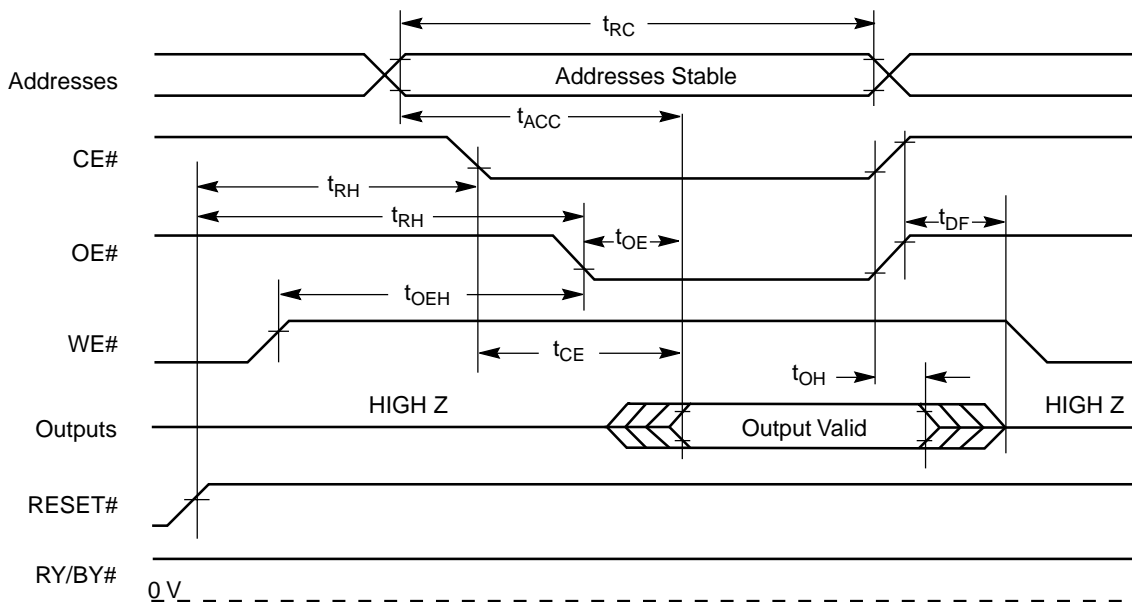 tRC
Addresses
Addresses Stable
tACC
CE#
tRH
tRH
tDF
OE#
tOE
tOEH
WE#
tCE
tOH
HIGH Z
HIGH Z
Outputs
Output Valid
RESET#
RY/BY#
0 V